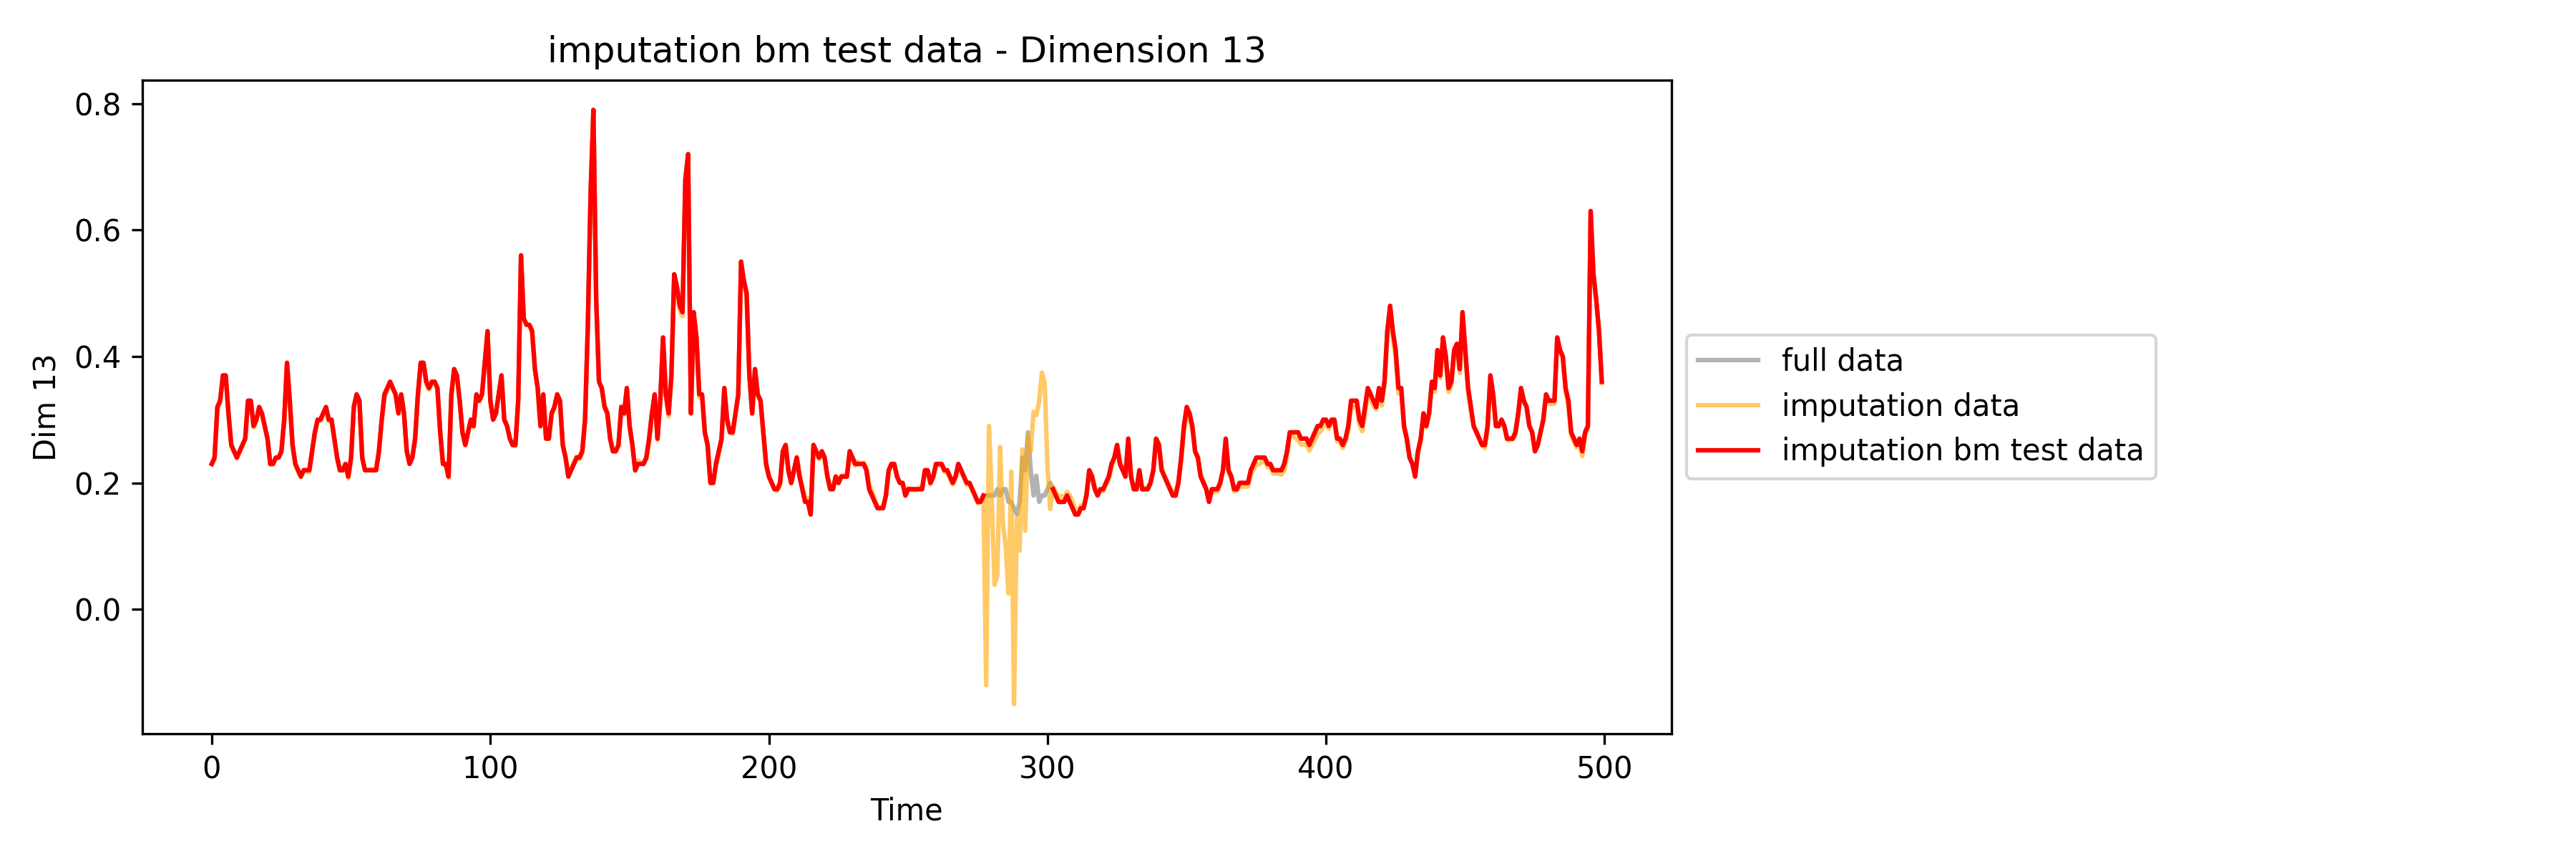 imputation bm test data - Dimension 13
Dim 13
0.8
0.6
0.4
0.2
0.0
0 100 200 300 400 500
Time
full data
imputation data
imputation bm test data